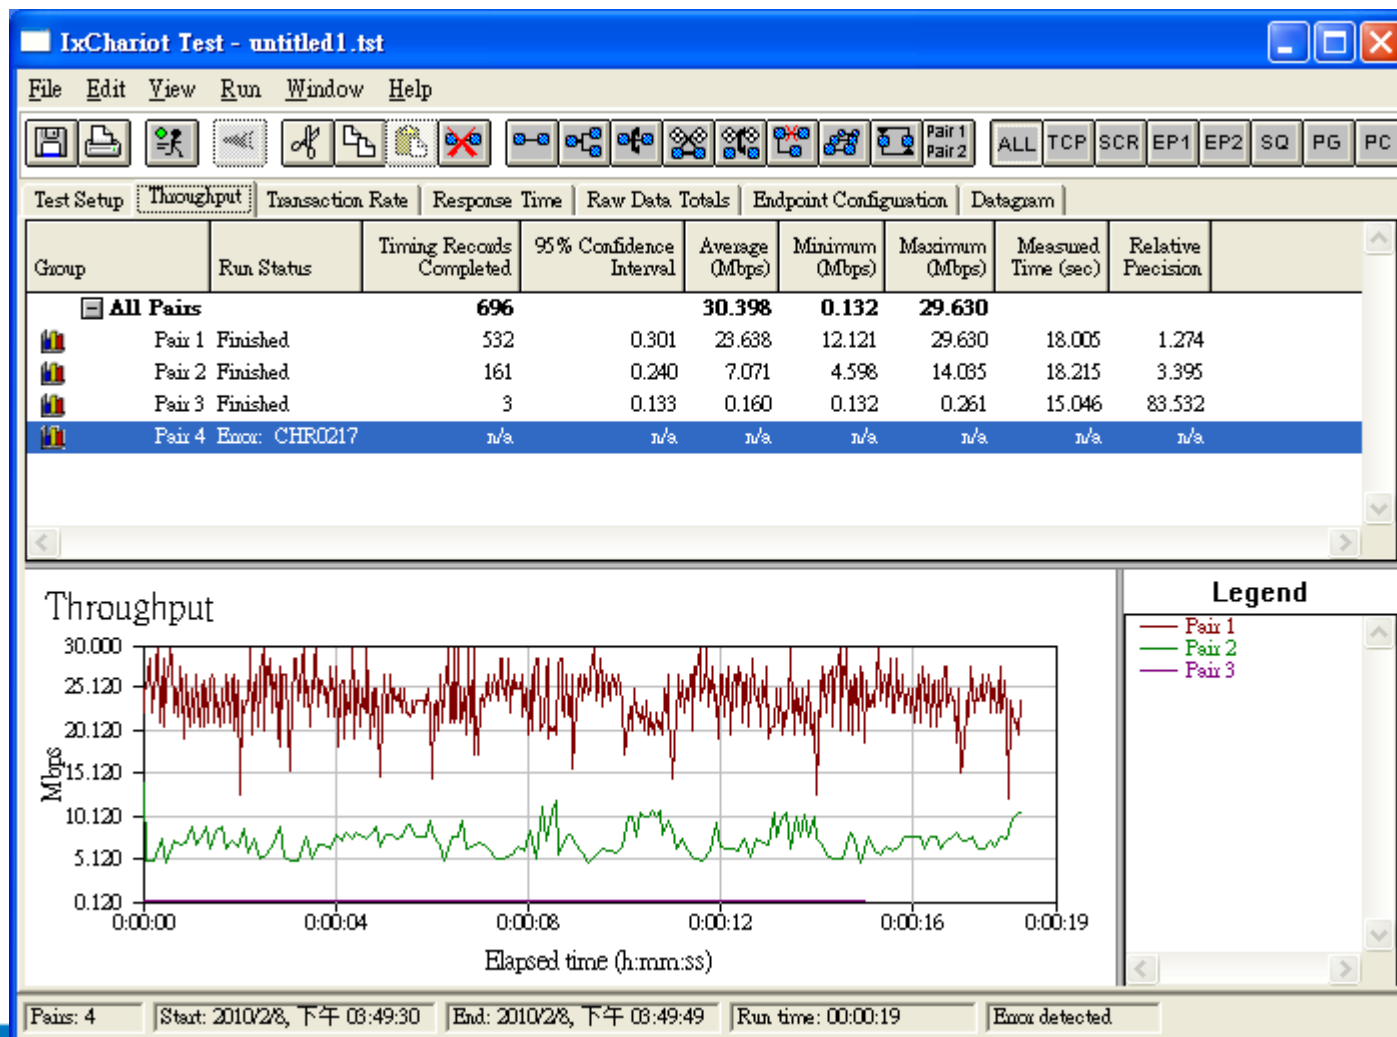 IxChariot Test - untitled1.tst
File Edit View Run Window Help
Pair 1
Pair 2
ALL TCP SCR EP1 EP2 SQ PG PC
Test Setup Throughput Transaction Rate Response Time Raw Data Totals Endpoint Configuration Datagram
Group Run Status Timing Records Completed 95% Confidence Interval Average (Mbps) Minimum (Mbps) Maximum (Mbps) Measured Time (sec) Relative Precision
All Pairs 696 30.398 0.132 29.630
Pair 1 Finished 532 0.301 23.638 12.121 29.630 18.005 1.274
Pair 2 Finished 161 0.240 7.071 4.598 14.035 18.215 3.395
Pair 3 Finished 3 0.133 0.160 0.132 0.261 15.046 83.532
Pair 4 Error: CHR0217 n/a n/a n/a n/a n/a n/a n/a
Throughput
Mbps
30.000
25.120
20.120
15.120
10.120
5.120
0.120
0:00:00 0:00:04 0:00:08 0:00:12 0:00:16 0:00:19
Elapsed time (h:mm:ss)
Legend
Pair 1
Pair 2
Pair 3
Pairs: 4 Start: 2010/2/8, 下午 03:49:30 End: 2010/2/8, 下午 03:49:49 Run time: 00:00:19 Error detected